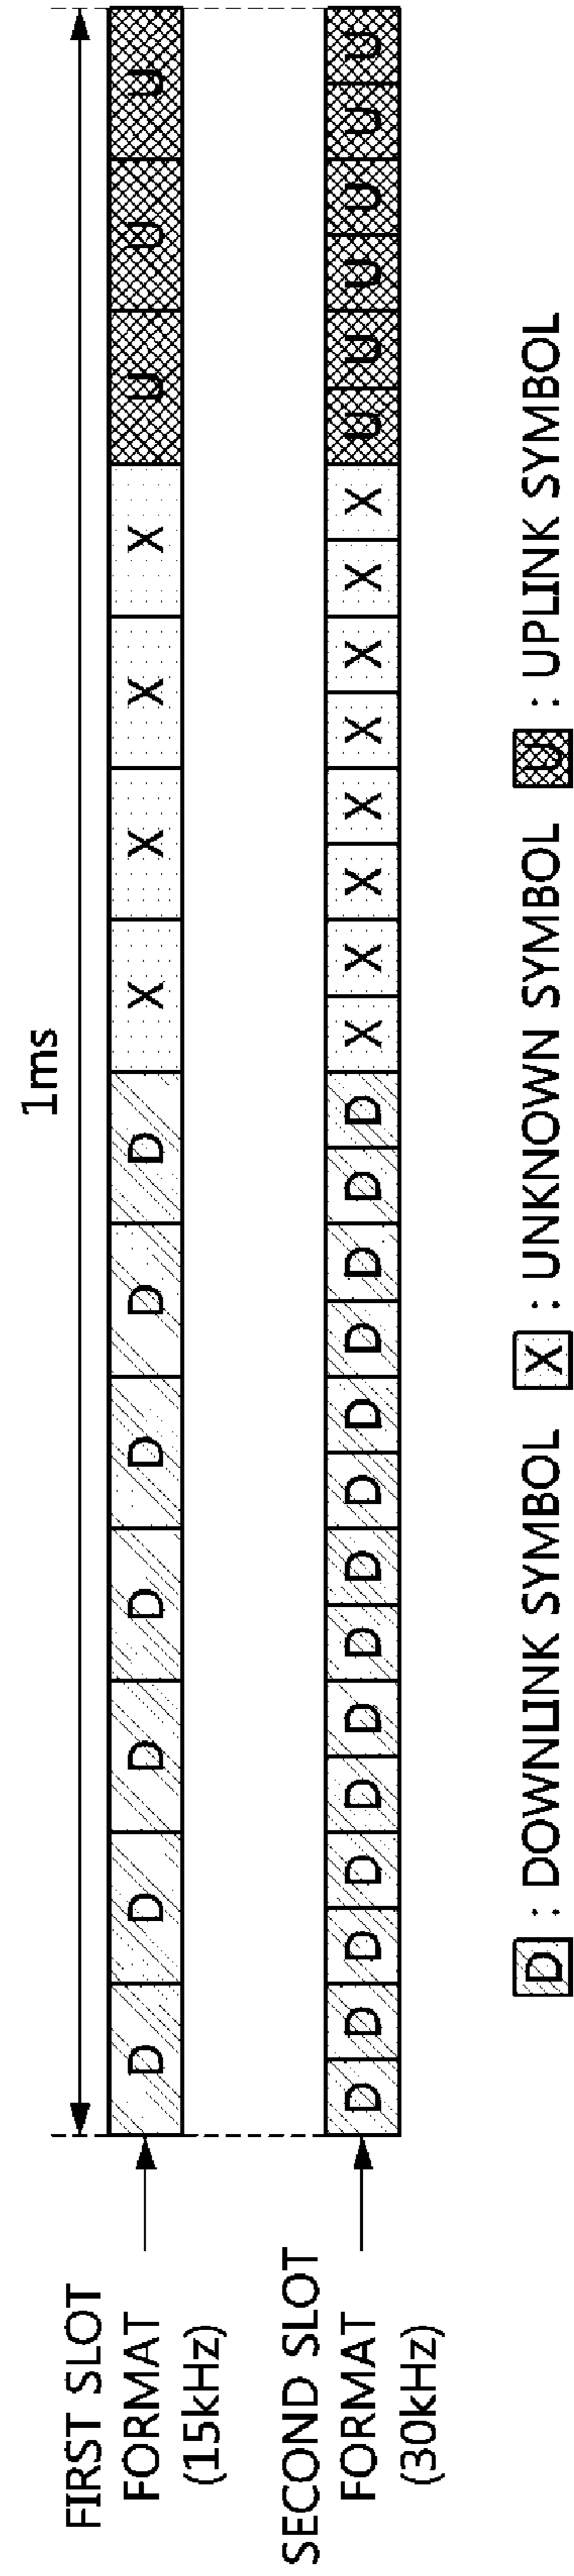 1ms
FIRST SLOT
FORMAT
(15kHz)
D D D D D D D X X X X U U U
SECOND SLOT
FORMAT
(30kHz)
D D D D D D D D D D D D D D X X X X X X X X U U U U U U
D : DOWNLINK SYMBOL X : UNKNOWN SYMBOL U : UPLINK SYMBOL